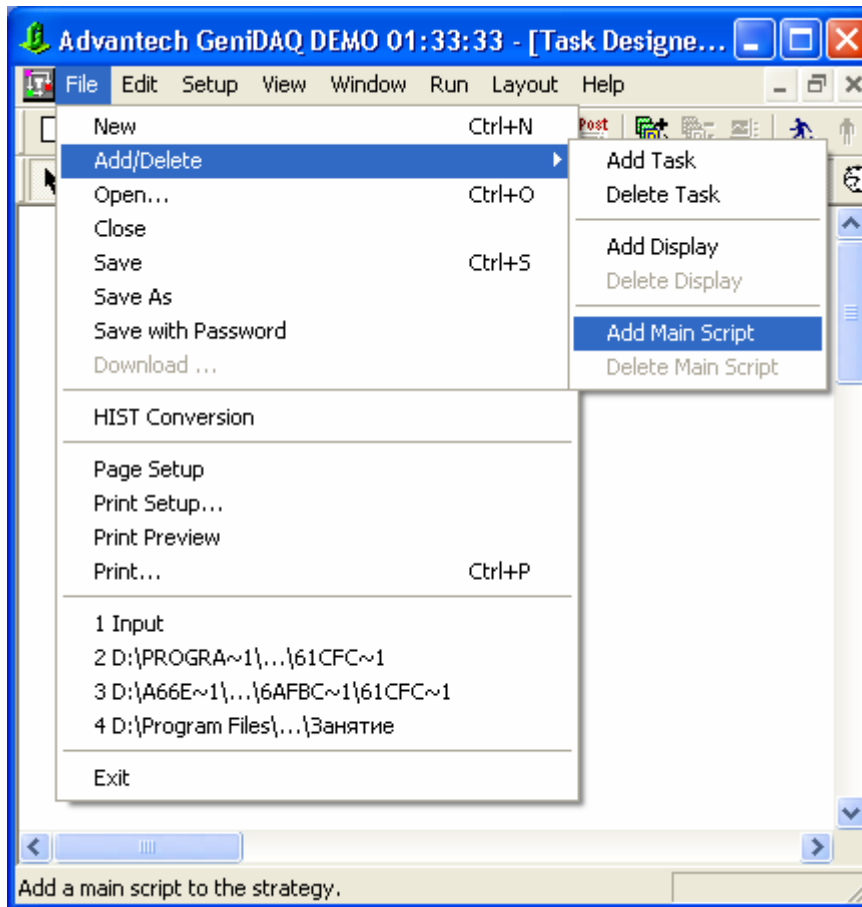 Advantech GeniDAQ DEMO 01:33:33 - [Task Designe...
File Edit Setup View Window Run Layout Help
Post
New Ctrl+N
Add/Delete
Open... Ctrl+O
Close
Save Ctrl+S
Save As
Save with Password
Download ...
HIST Conversion
Page Setup
Print Setup...
Print Preview
Print... Ctrl+P
1 Input
2 D:\PROGRA~1\...\61CFC~1
3 D:\A66E~1\...\6AFBC~1\61CFC~1
4 D:\Program Files\...\Занятие
Exit
Add Task
Delete Task
Add Display
Delete Display
Add Main Script
Delete Main Script
Add a main script to the strategy.